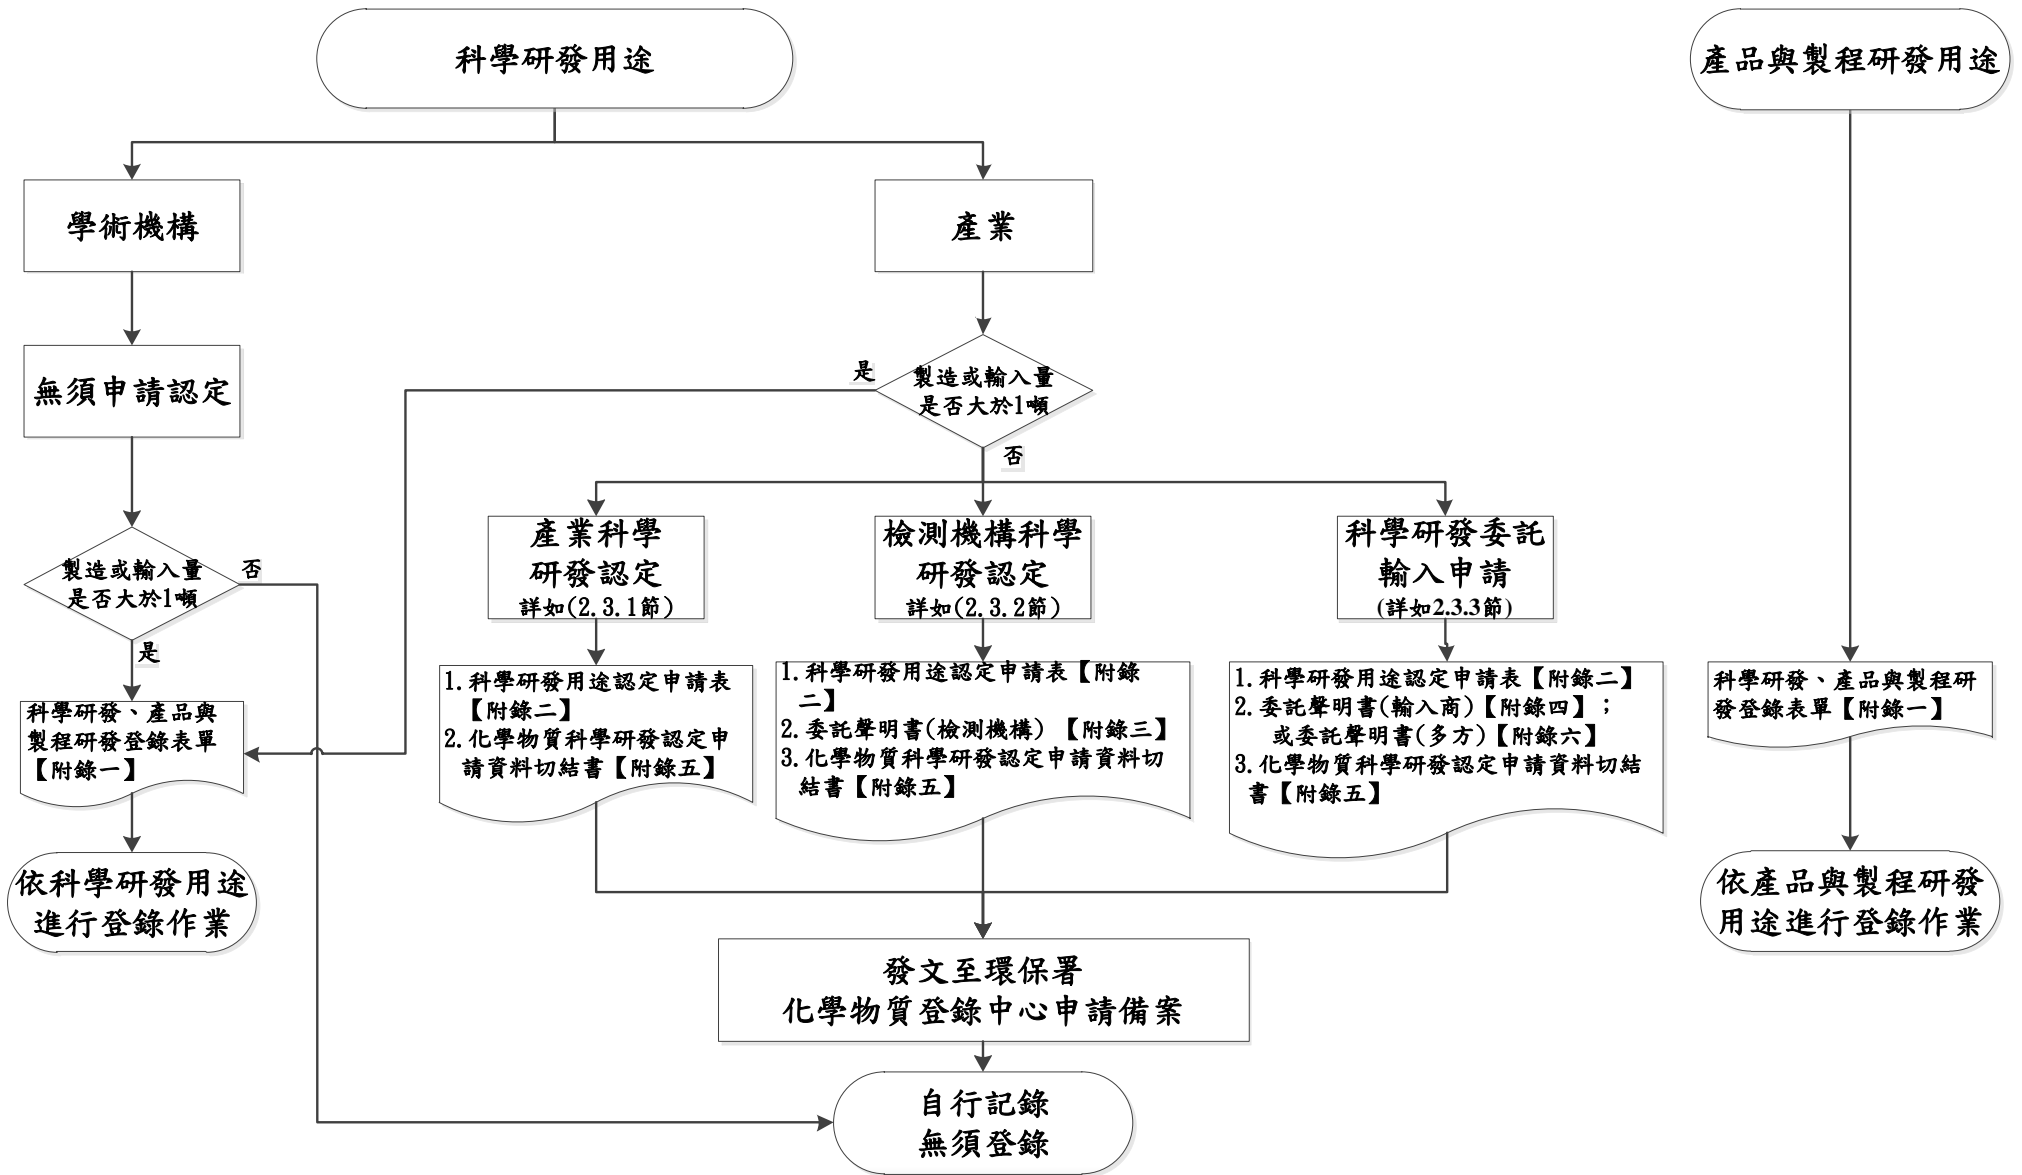 科學研發用途
產品與製程研發用途
學術機構
產業
無須申請認定
是
製造或輸入量
是否大於1噸
否
製造或輸入量
是否大於1噸
否
是
產業科學
研發認定
詳如(2.3.1節)
檢測機構科學
研發認定
詳如(2.3.2節)
科學研發委託
輸入申請
(詳如2.3.3節)
科學研發、產品與
製程研發登錄表單
【附錄一】
1.科學研發用途認定申請表
【附錄二】
2.化學物質科學研發認定申
請資料切結書【附錄五】
1.科學研發用途認定申請表【附錄
二】
2.委託聲明書(檢測機構) 【附錄三】
3.化學物質科學研發認定申請資料切
結書【附錄五】
1.科學研發用途認定申請表【附錄二】
2.委託聲明書(輸入商)【附錄四】；
或委託聲明書(多方)【附錄六】
3.化學物質科學研發認定申請資料切結
書【附錄五】
科學研發、產品與製程研
發登錄表單【附錄一】
依科學研發用途
進行登錄作業
依產品與製程研發
用途進行登錄作業
發文至環保署
化學物質登錄中心申請備案
自行記錄
無須登錄